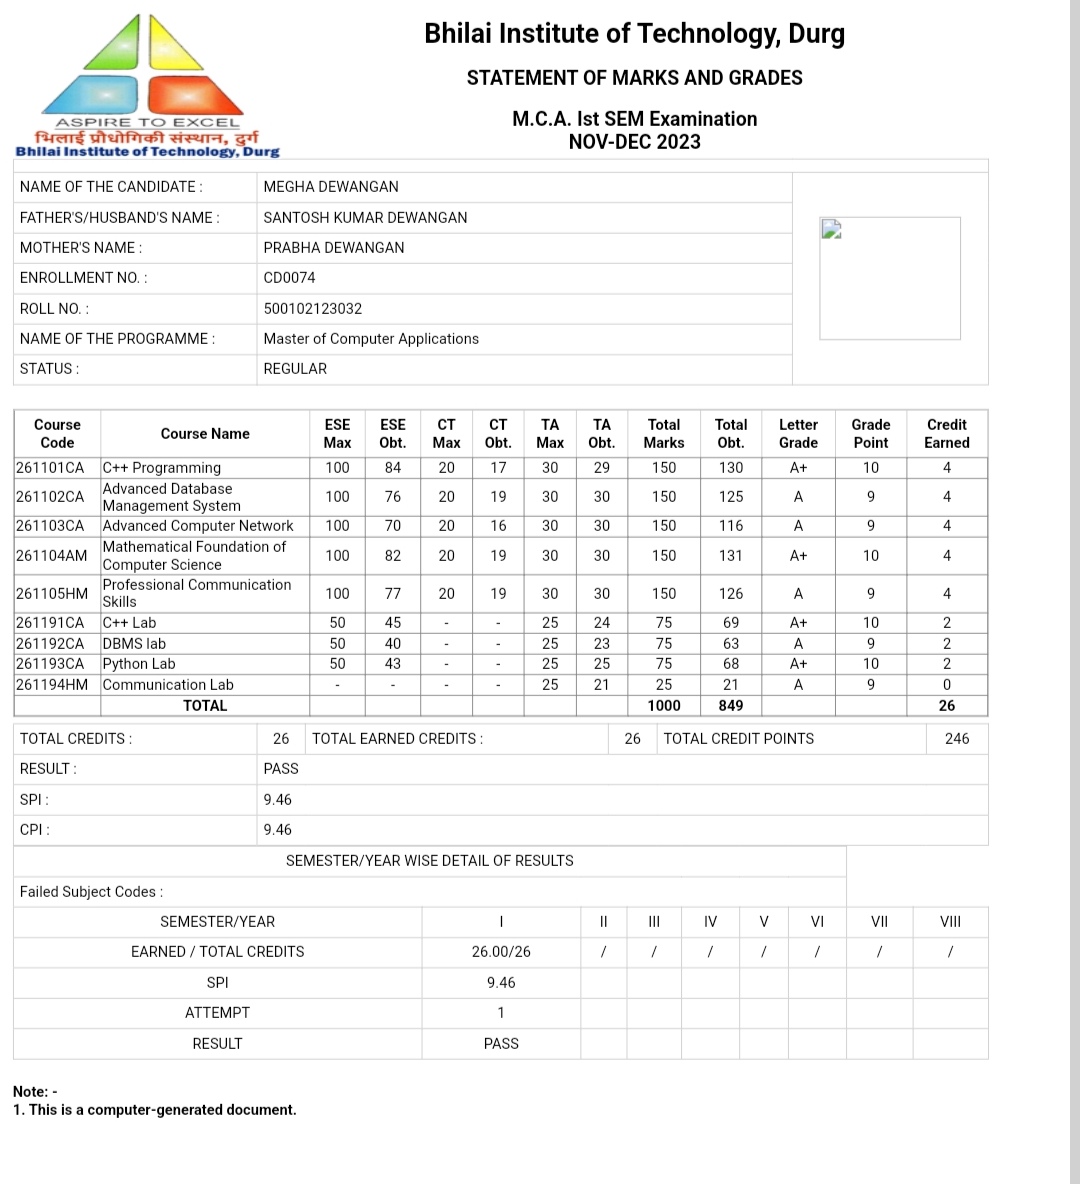 Bhilai Institute of Technology, Durg
STATEMENT OF MARKS AND GRADES
M.C.A. Ist SEM Examination
NOV-DEC 2023
ASPIRE TO EXCEL
भिलाई प्रौद्योगिकी संस्थान, दुर्ग
Bhilai Institute of Technology, Durg
NAME OF THE CANDIDATE : MEGHA DEWANGAN
FATHER'S/HUSBAND'S NAME : SANTOSH KUMAR DEWANGAN
MOTHER'S NAME : PRABHA DEWANGAN
ENROLLMENT NO. : CD0074
ROLL NO. : 500102123032
NAME OF THE PROGRAMME : Master of Computer Applications
STATUS : REGULAR
Course Code Course Name ESE Max ESE Obt. CT Max CT Obt. TA Max TA Obt. Total Marks Total Obt. Letter Grade Grade Point Credit Earned
261101CA C++ Programming 100 84 20 17 30 29 150 130 A+ 10 4
261102CA Advanced Database Management System 100 76 20 19 30 30 150 125 A 9 4
261103CA Advanced Computer Network 100 70 20 16 30 30 150 116 A 9 4
261104AM Mathematical Foundation of Computer Science 100 82 20 19 30 30 150 131 A+ 10 4
261105HM Professional Communication Skills 100 77 20 19 30 30 150 126 A 9 4
261191CA C++ Lab 50 45 - - 25 24 75 69 A+ 10 2
261192CA DBMS lab 50 40 - - 25 23 75 63 A 9 2
261193CA Python Lab 50 43 - - 25 25 75 68 A+ 10 2
261194HM Communication Lab - - - - 25 21 25 21 A 9 0
TOTAL 1000 849 26
TOTAL CREDITS : 26 TOTAL EARNED CREDITS : 26 TOTAL CREDIT POINTS 246
RESULT : PASS
SPI : 9.46
CPI : 9.46
SEMESTER/YEAR WISE DETAIL OF RESULTS
Failed Subject Codes :
SEMESTER/YEAR I II III IV V VI VII VIII
EARNED / TOTAL CREDITS 26.00/26 / / / / / / /
SPI 9.46
ATTEMPT 1
RESULT PASS
Note: -
1. This is a computer-generated document.